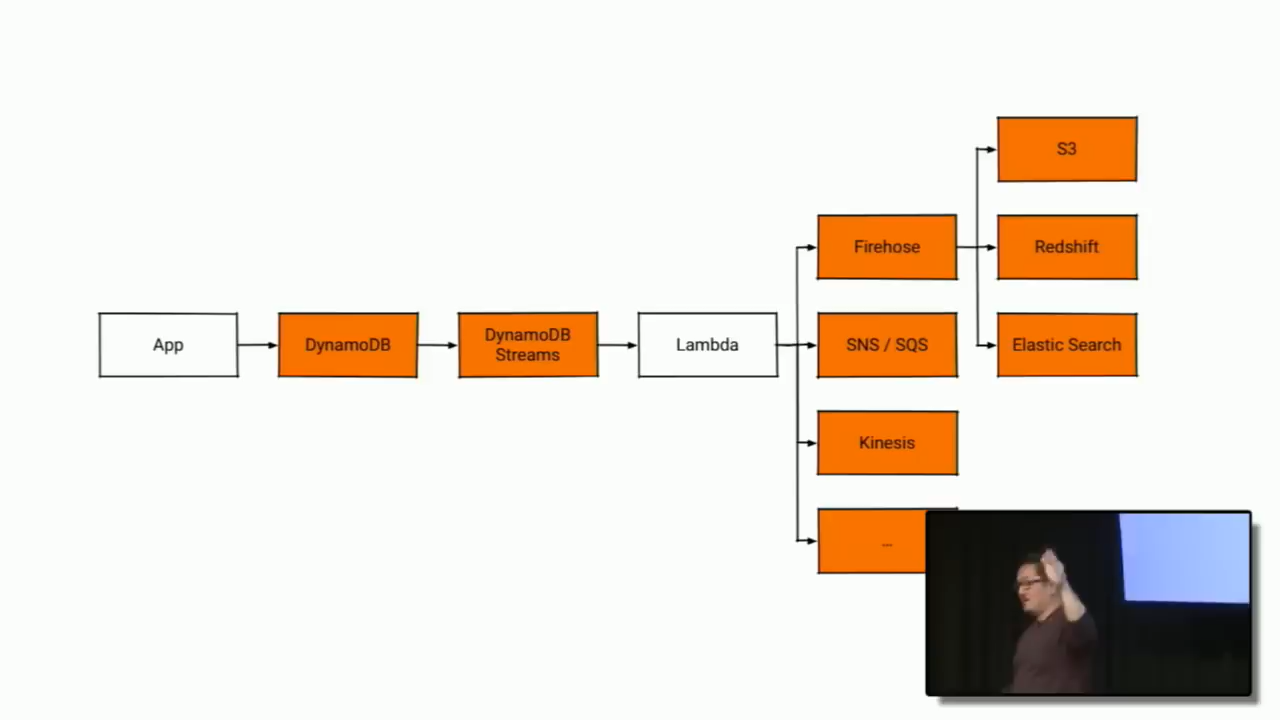 S3
Firehose
Redshift
App
DynamoDB
DynamoDB
Streams
Lambda
SNS / SQS
Elastic Search
Kinesis
...